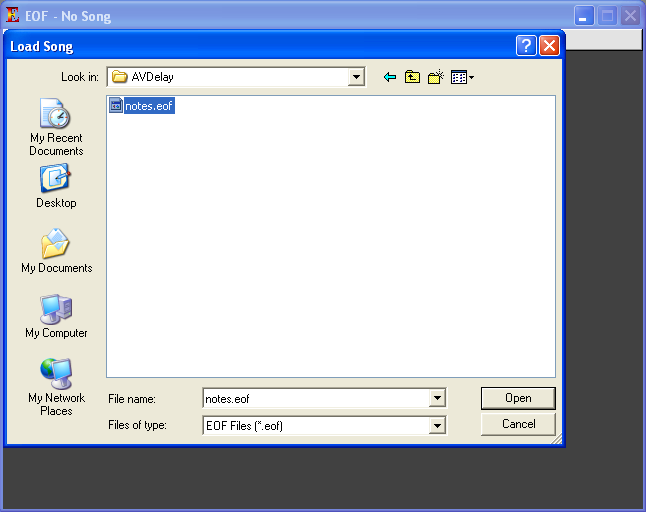 EOF - No Song
Load Song
Look in:
AVDelay
notes.eof
My Recent
Documents
Desktop
My Documents
My Computer
My Network
Places
File name:
notes.eof
Open
Files of type:
EOF Files (*.eof)
Cancel